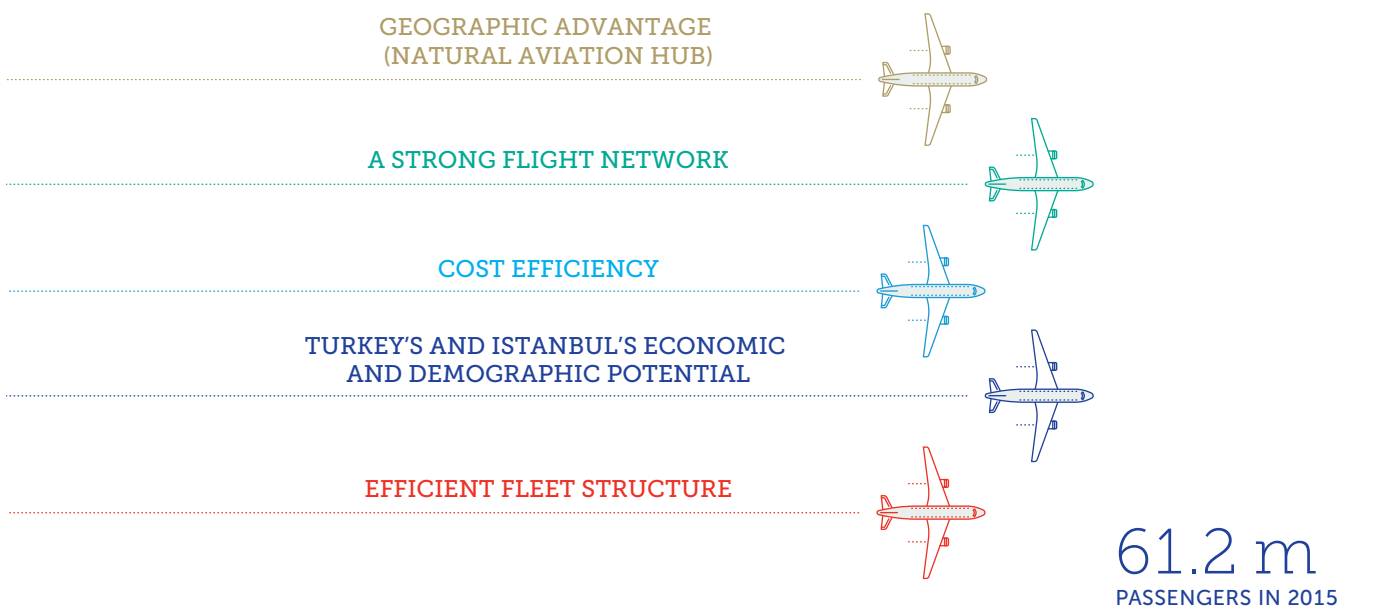 GEOGRAPHIC ADVANTAGE
(NATURAL AVIATION HUB)
A STRONG FLIGHT NETWORK
COST EFFICIENCY
TURKEY’S AND ISTANBUL’S ECONOMIC
AND DEMOGRAPHIC POTENTIAL
EFFICIENT FLEET STRUCTURE
61.2 m
PASSENGERS IN 2015